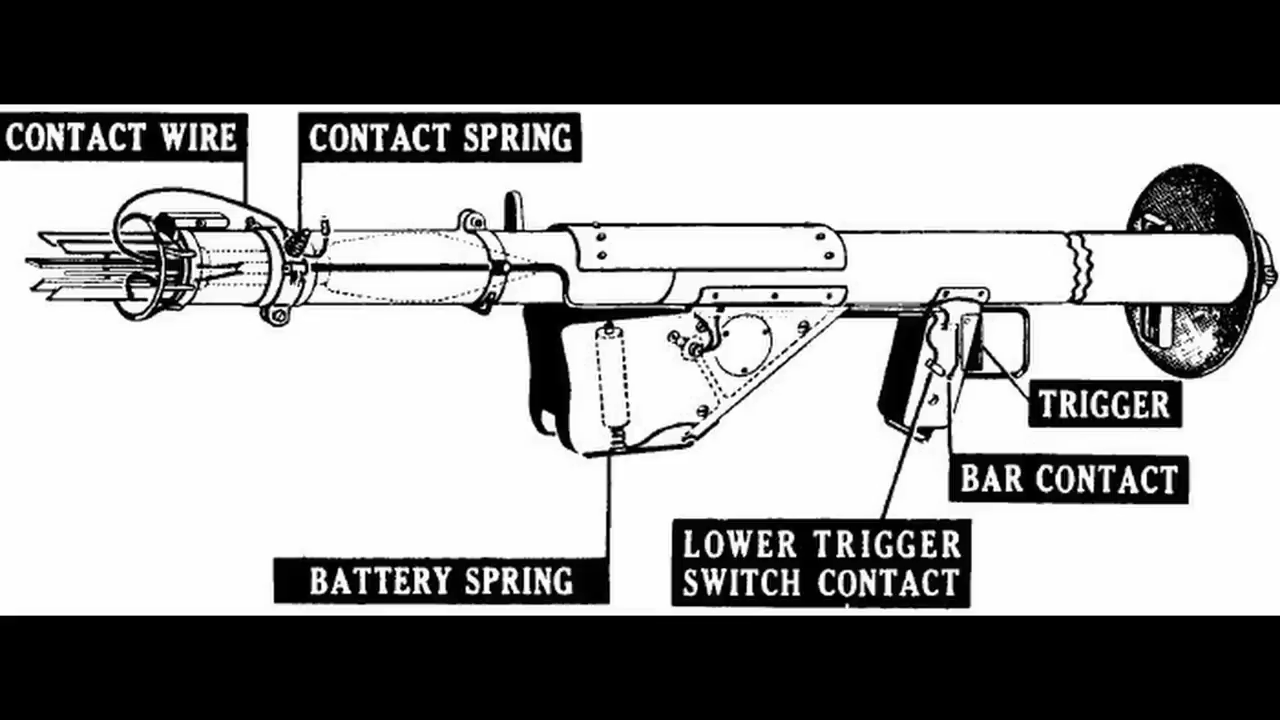 CONTACT WIRE
CONTACT SPRING
TRIGGER
BAR CONTACT
LOWER TRIGGER
SWITCH CONTACT
BATTERY SPRING